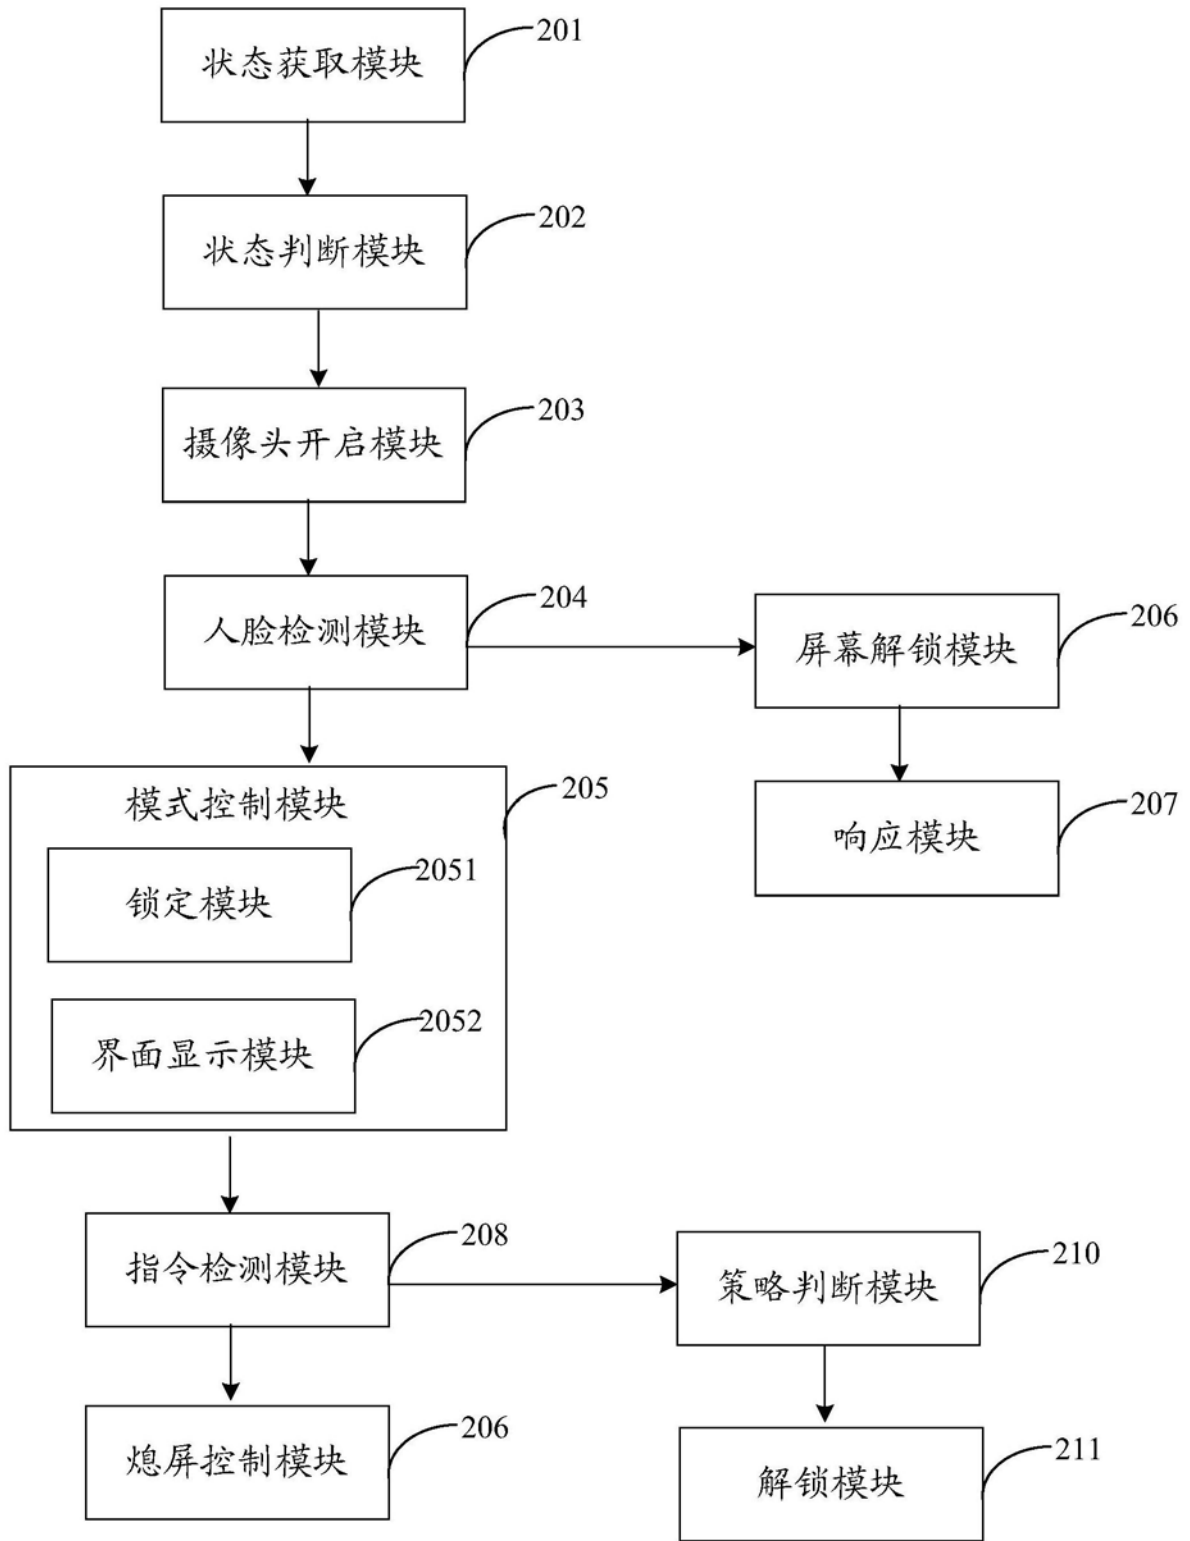 状态获取模块
201
状态判断模块
202
摄像头开启模块
203
人脸检测模块
204
屏幕解锁模块
206
模式控制模块
205
响应模块
207
锁定模块
2051
界面显示模块
2052
指令检测模块
208
策略判断模块
210
熄屏控制模块
206
解锁模块
211